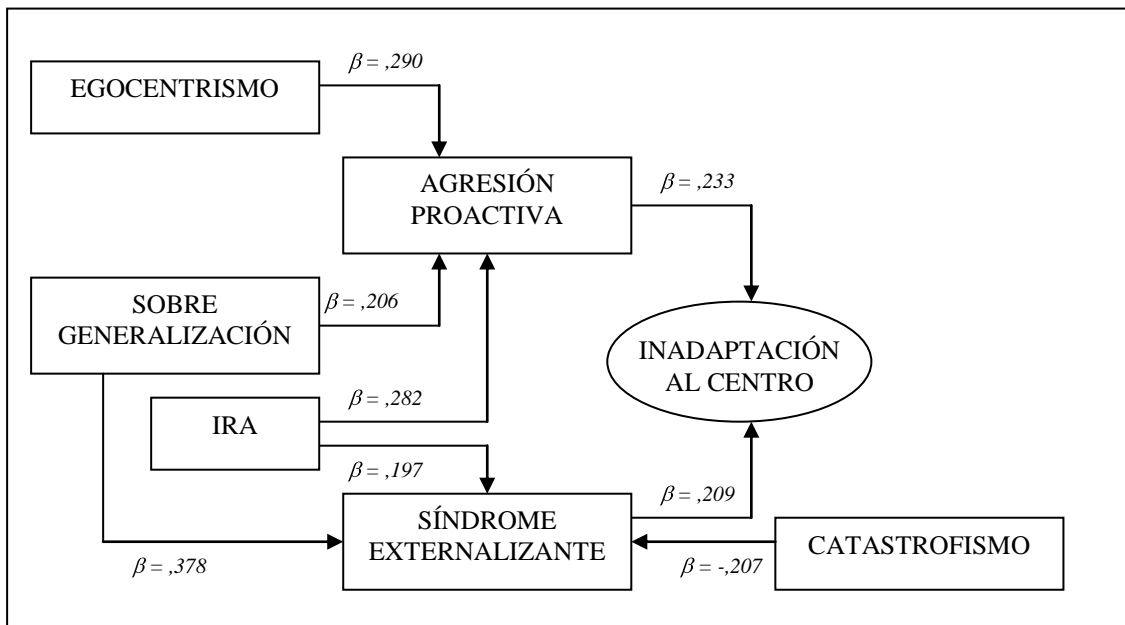 β = ,290
EGOCENTRISMO
AGRESIÓN
PROACTIVA
β = ,233
SOBRE
GENERALIZACIÓN
β = ,206
INADAPTACIÓN
AL CENTRO
β = ,282
IRA
β = ,197
β = ,209
SÍNDROME
EXTERNALIZANTE
CATASTROFISMO
β = ,378
β = -,207